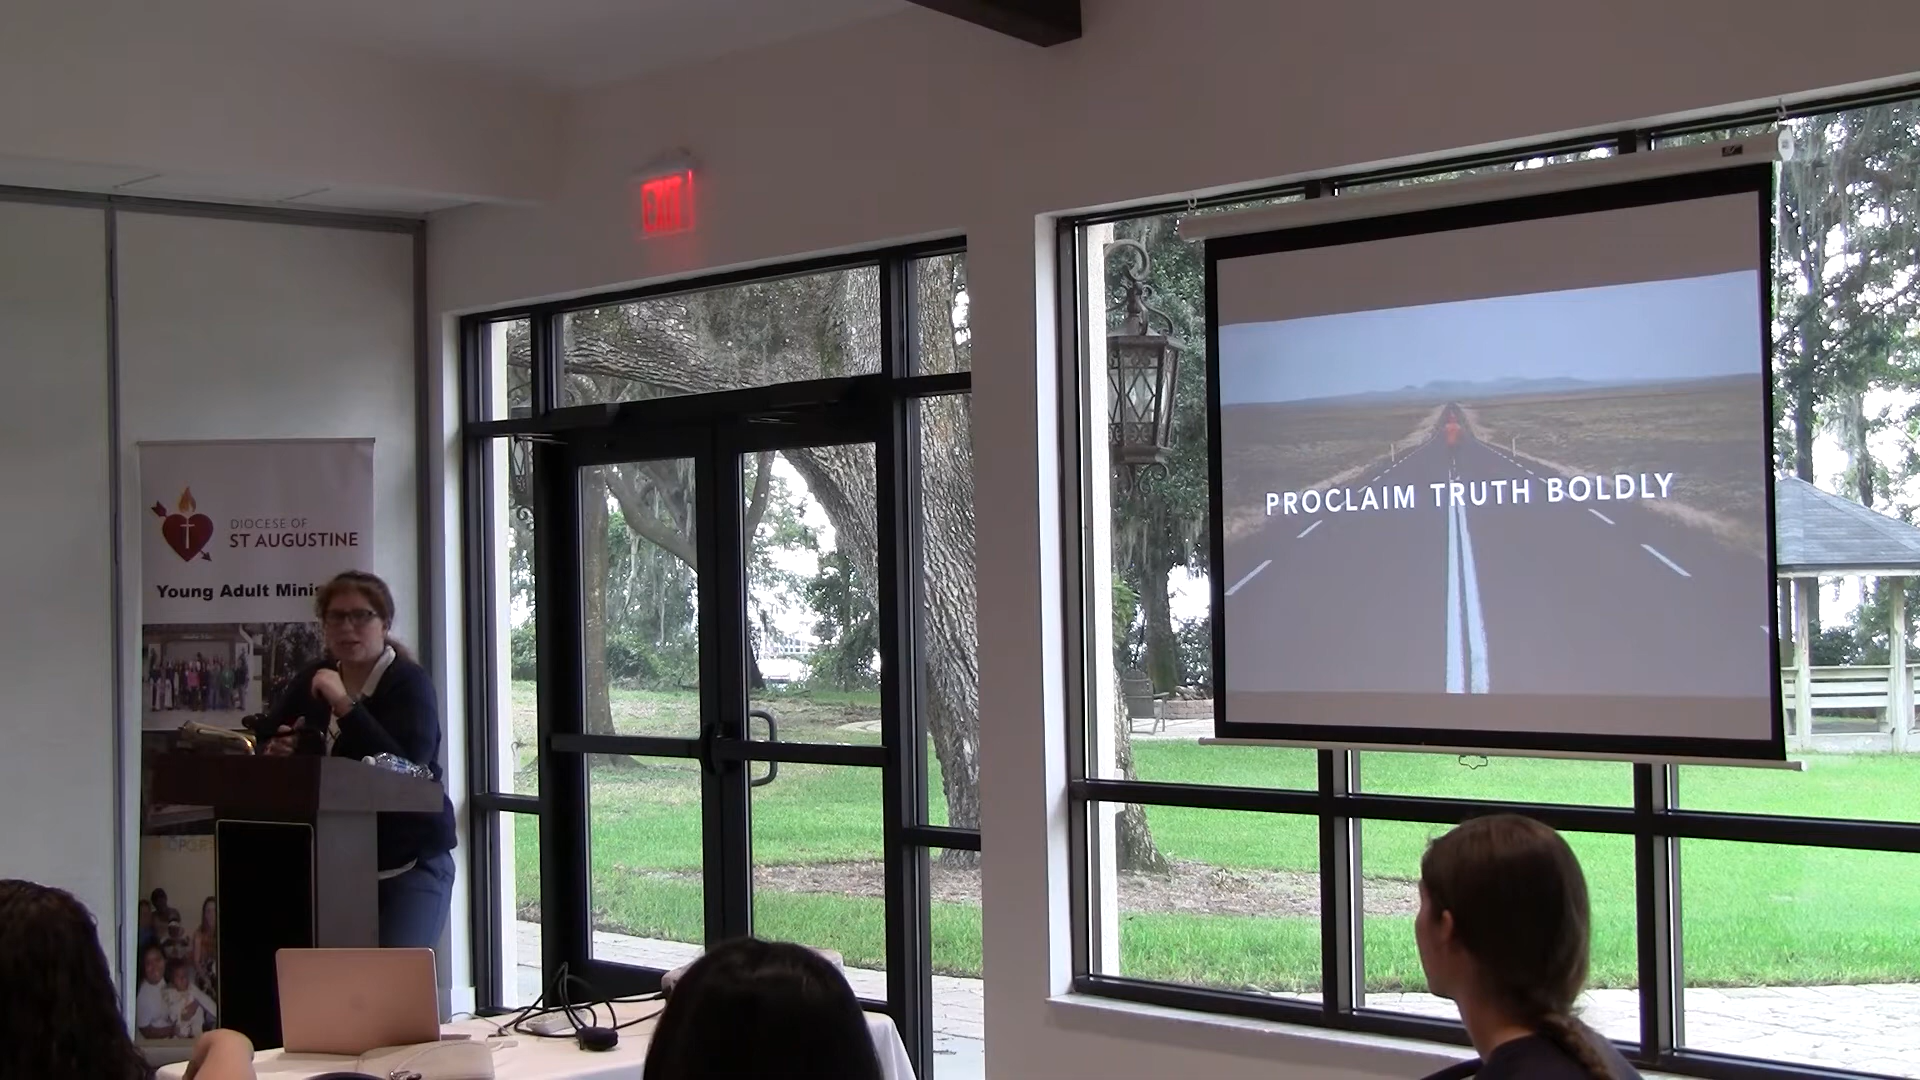 EXIT
DIOCESE OF
ST AUGUSTINE
Young Adult Minis
PROCLAIM TRUTH BOLDLY